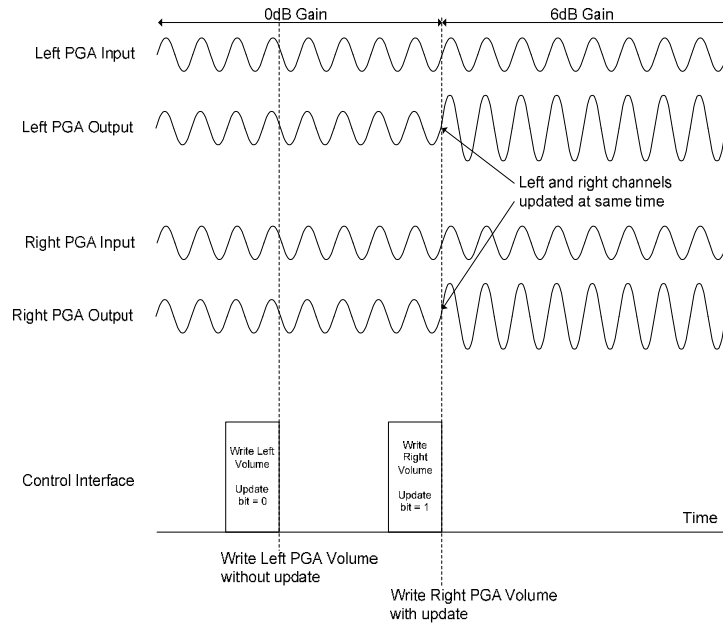 0dB Gain
6dB Gain
Left PGA Input
Left PGA Output
Left and right channels
updated at same time
Right PGA Input
Right PGA Output
Control Interface
Write Left
Volume
Update
bit = 0
Write
Right
Volume
Update
bit = 1
Time
Write Left PGA Volume
without update
Write Right PGA Volume
with update